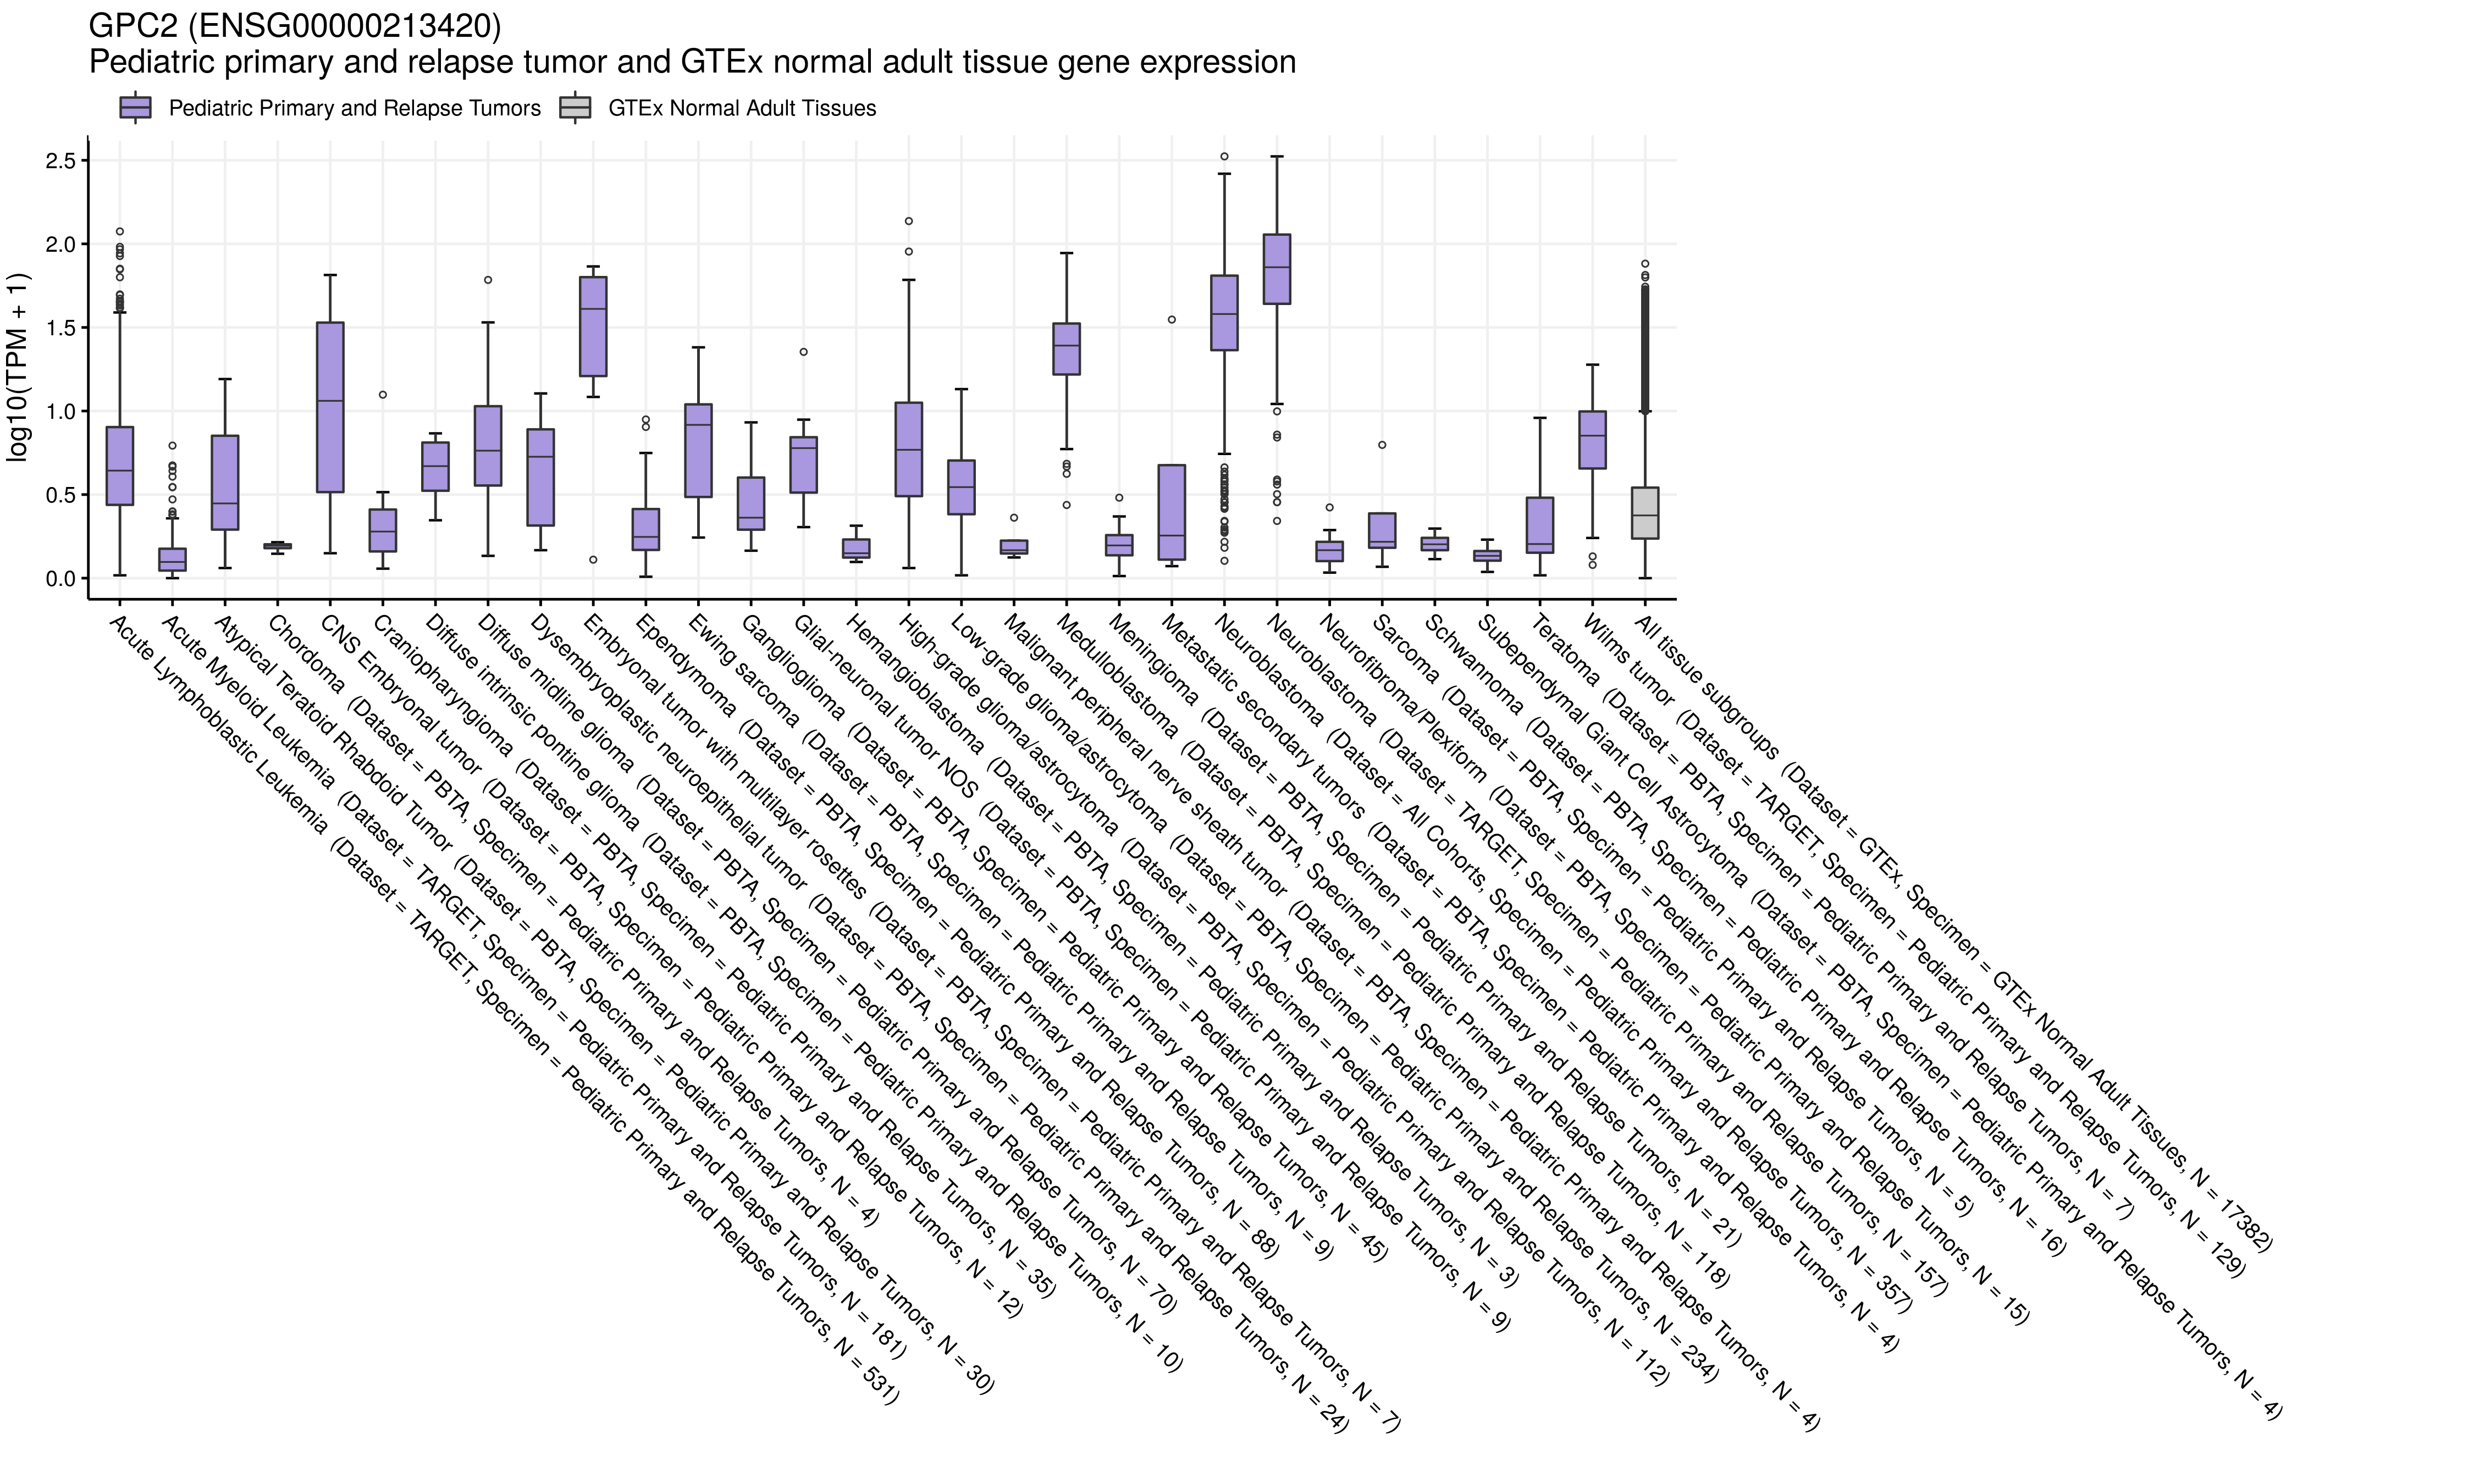 GPC2 (ENSG00000213420)
Pediatric primary and relapse tumor and GTEx normal adult tissue gene expression
Pediatric Primary and Relapse Tumors
GTEx Normal Adult Tissues
log10(TPM + 1)
2.5
2.0
1.5
1.0
0.5
0.0
Acute Lymphoblastic Leukemia (Dataset = TARGET, Specimen = Pediatric Primary and Relapse Tumors, N = 531)
Acute Myeloid Leukemia (Dataset = TARGET, Specimen = Pediatric Primary and Relapse Tumors, N = 181)
Atypical Teratoid Rhabdoid Tumor (Dataset = PBTA, Specimen = Pediatric Primary and Relapse Tumors, N = 30)
Chordoma (Dataset = PBTA, Specimen = Pediatric Primary and Relapse Tumors, N = 4)
CNS Embryonal tumor (Dataset = PBTA, Specimen = Pediatric Primary and Relapse Tumors, N = 12)
Craniopharyngioma (Dataset = PBTA, Specimen = Pediatric Primary and Relapse Tumors, N = 35)
Diffuse intrinsic pontine glioma (Dataset = PBTA, Specimen = Pediatric Primary and Relapse Tumors, N = 10)
Diffuse midline glioma (Dataset = PBTA, Specimen = Pediatric Primary and Relapse Tumors, N = 70)
Dysembryoplastic neuroepithelial tumor (Dataset = PBTA, Specimen = Pediatric Primary and Relapse Tumors, N = 24)
Embryonal tumor with multilayer rosettes (Dataset = PBTA, Specimen = Pediatric Primary and Relapse Tumors, N = 7)
Ependymoma (Dataset = PBTA, Specimen = Pediatric Primary and Relapse Tumors, N = 88)
Ewing sarcoma (Dataset = PBTA, Specimen = Pediatric Primary and Relapse Tumors, N = 9)
Ganglioglioma (Dataset = PBTA, Specimen = Pediatric Primary and Relapse Tumors, N = 45)
Glial-neuronal tumor NOS (Dataset = PBTA, Specimen = Pediatric Primary and Relapse Tumors, N = 9)
Hemangioblastoma (Dataset = PBTA, Specimen = Pediatric Primary and Relapse Tumors, N = 3)
High-grade glioma/astrocytoma (Dataset = PBTA, Specimen = Pediatric Primary and Relapse Tumors, N = 112)
Low-grade glioma/astrocytoma (Dataset = PBTA, Specimen = Pediatric Primary and Relapse Tumors, N = 234)
Malignant peripheral nerve sheath tumor (Dataset = PBTA, Specimen = Pediatric Primary and Relapse Tumors, N = 4)
Medulloblastoma (Dataset = PBTA, Specimen = Pediatric Primary and Relapse Tumors, N = 118)
Meningioma (Dataset = PBTA, Specimen = Pediatric Primary and Relapse Tumors, N = 21)
Metastatic secondary tumors (Dataset = PBTA, Specimen = Pediatric Primary and Relapse Tumors, N = 4)
Neuroblastoma (Dataset = All Cohorts, Specimen = Pediatric Primary and Relapse Tumors, N = 357)
Neuroblastoma (Dataset = TARGET, Specimen = Pediatric Primary and Relapse Tumors, N = 157)
Neurofibroma/Plexiform (Dataset = PBTA, Specimen = Pediatric Primary and Relapse Tumors, N = 15)
Sarcoma (Dataset = PBTA, Specimen = Pediatric Primary and Relapse Tumors, N = 5)
Schwannoma (Dataset = PBTA, Specimen = Pediatric Primary and Relapse Tumors, N = 16)
Subependymal Giant Cell Astrocytoma (Dataset = PBTA, Specimen = Pediatric Primary and Relapse Tumors, N = 4)
Teratoma (Dataset = PBTA, Specimen = Pediatric Primary and Relapse Tumors, N = 7)
Wilms tumor (Dataset = TARGET, Specimen = Pediatric Primary and Relapse Tumors, N = 129)
All tissue subgroups (Dataset = GTEx, Specimen = GTEx Normal Adult Tissues, N = 17382)